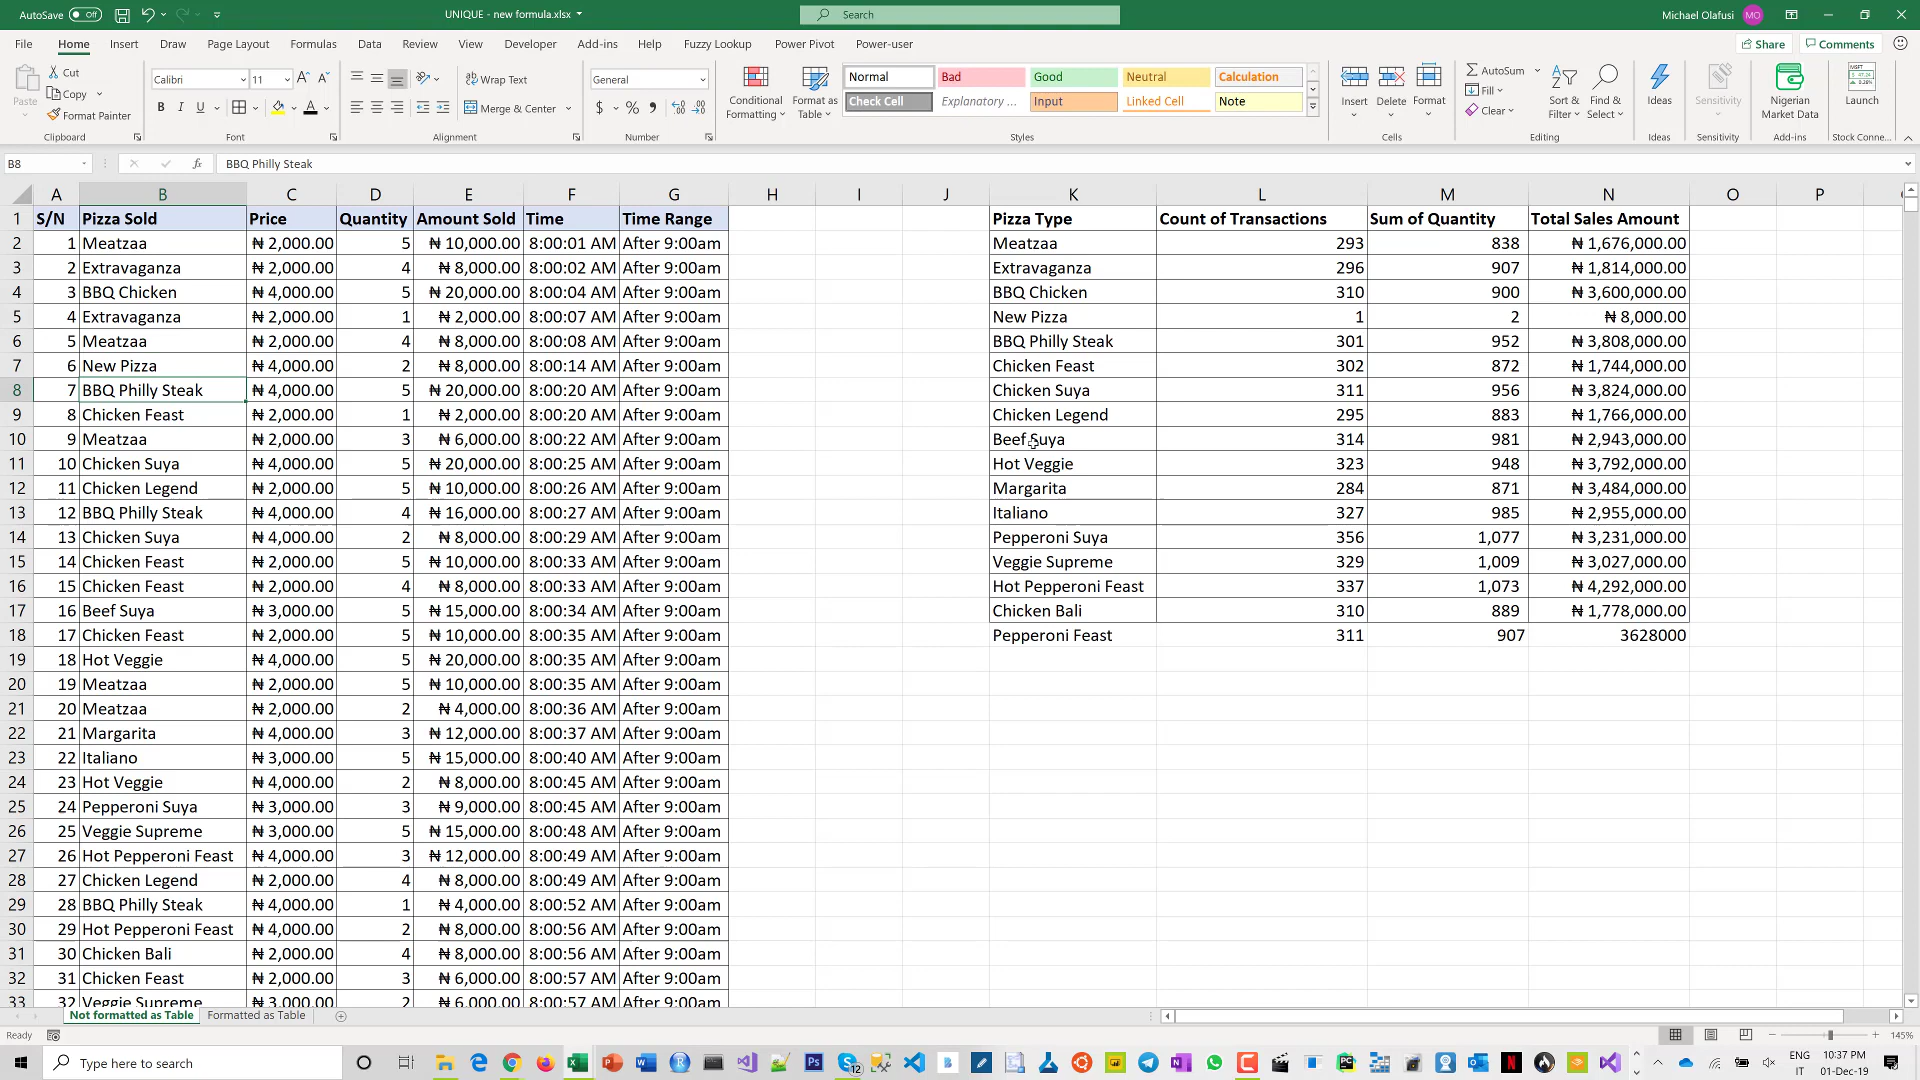 AutoSave Off UNIQUE - new formula.xlsx Search Michael Olafusi MO
File Home Insert Draw Page Layout Formulas Data Review View Developer Add-ins Help Fuzzy Lookup Power Pivot Power-user Share Comments
Paste Cut Copy Format Painter Clipboard
Calibri 11 B I U A Font
Wrap Text Merge & Center Alignment
General $ % Number
Conditional Formatting Format as Table
Normal Bad Good Neutral Calculation
Check Cell Explanatory ... Input Linked Cell Note
Styles
Insert Delete Format Cells
AutoSum Fill Clear Sort & Filter Find & Select Editing
Ideas Ideas
Sensitivity Sensitivity
Nigerian Market Data Add-ins
MSFT Launch Stock Conne...
B8 fx BBQ Philly Steak
A B C D E F G H I J K L M N O P
1 S/N Pizza Sold Price Quantity Amount Sold Time Time Range Pizza Type Count of Transactions Sum of Quantity Total Sales Amount
2 1 Meatzaa ₦ 2,000.00 5 ₦ 10,000.00 8:00:01 AM After 9:00am Meatzaa 293 838 ₦ 1,676,000.00
3 2 Extravaganza ₦ 2,000.00 4 ₦ 8,000.00 8:00:02 AM After 9:00am Extravaganza 296 907 ₦ 1,814,000.00
4 3 BBQ Chicken ₦ 4,000.00 5 ₦ 20,000.00 8:00:04 AM After 9:00am BBQ Chicken 310 900 ₦ 3,600,000.00
5 4 Extravaganza ₦ 2,000.00 1 ₦ 2,000.00 8:00:07 AM After 9:00am New Pizza 1 2 ₦ 8,000.00
6 5 Meatzaa ₦ 2,000.00 4 ₦ 8,000.00 8:00:08 AM After 9:00am BBQ Philly Steak 301 952 ₦ 3,808,000.00
7 6 New Pizza ₦ 4,000.00 2 ₦ 8,000.00 8:00:14 AM After 9:00am Chicken Feast 302 872 ₦ 1,744,000.00
8 7 BBQ Philly Steak ₦ 4,000.00 5 ₦ 20,000.00 8:00:20 AM After 9:00am Chicken Suya 311 956 ₦ 3,824,000.00
9 8 Chicken Feast ₦ 2,000.00 1 ₦ 2,000.00 8:00:20 AM After 9:00am Chicken Legend 295 883 ₦ 1,766,000.00
10 9 Meatzaa ₦ 2,000.00 3 ₦ 6,000.00 8:00:22 AM After 9:00am Beef Suya 314 981 ₦ 2,943,000.00
11 10 Chicken Suya ₦ 4,000.00 5 ₦ 20,000.00 8:00:25 AM After 9:00am Hot Veggie 323 948 ₦ 3,792,000.00
12 11 Chicken Legend ₦ 2,000.00 5 ₦ 10,000.00 8:00:26 AM After 9:00am Margarita 284 871 ₦ 3,484,000.00
13 12 BBQ Philly Steak ₦ 4,000.00 4 ₦ 16,000.00 8:00:27 AM After 9:00am Italiano 327 985 ₦ 2,955,000.00
14 13 Chicken Suya ₦ 4,000.00 2 ₦ 8,000.00 8:00:29 AM After 9:00am Pepperoni Suya 356 1,077 ₦ 3,231,000.00
15 14 Chicken Feast ₦ 2,000.00 5 ₦ 10,000.00 8:00:33 AM After 9:00am Veggie Supreme 329 1,009 ₦ 3,027,000.00
16 15 Chicken Feast ₦ 2,000.00 4 ₦ 8,000.00 8:00:33 AM After 9:00am Hot Pepperoni Feast 337 1,073 ₦ 4,292,000.00
17 16 Beef Suya ₦ 3,000.00 5 ₦ 15,000.00 8:00:34 AM After 9:00am Chicken Bali 310 889 ₦ 1,778,000.00
18 17 Chicken Feast ₦ 2,000.00 5 ₦ 10,000.00 8:00:35 AM After 9:00am Pepperoni Feast 311 907 3628000
19 18 Hot Veggie ₦ 4,000.00 5 ₦ 20,000.00 8:00:35 AM After 9:00am
20 19 Meatzaa ₦ 2,000.00 5 ₦ 10,000.00 8:00:35 AM After 9:00am
21 20 Meatzaa ₦ 2,000.00 2 ₦ 4,000.00 8:00:36 AM After 9:00am
22 21 Margarita ₦ 4,000.00 3 ₦ 12,000.00 8:00:37 AM After 9:00am
23 22 Italiano ₦ 3,000.00 5 ₦ 15,000.00 8:00:40 AM After 9:00am
24 23 Hot Veggie ₦ 4,000.00 2 ₦ 8,000.00 8:00:45 AM After 9:00am
25 24 Pepperoni Suya ₦ 3,000.00 3 ₦ 9,000.00 8:00:45 AM After 9:00am
26 25 Veggie Supreme ₦ 3,000.00 5 ₦ 15,000.00 8:00:48 AM After 9:00am
27 26 Hot Pepperoni Feast ₦ 4,000.00 3 ₦ 12,000.00 8:00:49 AM After 9:00am
28 27 Chicken Legend ₦ 2,000.00 4 ₦ 8,000.00 8:00:49 AM After 9:00am
29 28 BBQ Philly Steak ₦ 4,000.00 1 ₦ 4,000.00 8:00:52 AM After 9:00am
30 29 Hot Pepperoni Feast ₦ 4,000.00 2 ₦ 8,000.00 8:00:56 AM After 9:00am
31 30 Chicken Bali ₦ 2,000.00 4 ₦ 8,000.00 8:00:56 AM After 9:00am
32 31 Chicken Feast ₦ 2,000.00 3 ₦ 6,000.00 8:00:57 AM After 9:00am
33 32 Veggie Supreme ₦ 3,000.00 2 ₦ 6,000.00 8:00:57 AM After 9:00am
Not formatted as Table Formatted as Table
Ready 145%
Type here to search 12 ENG IT 10:37 PM 01-Dec-19